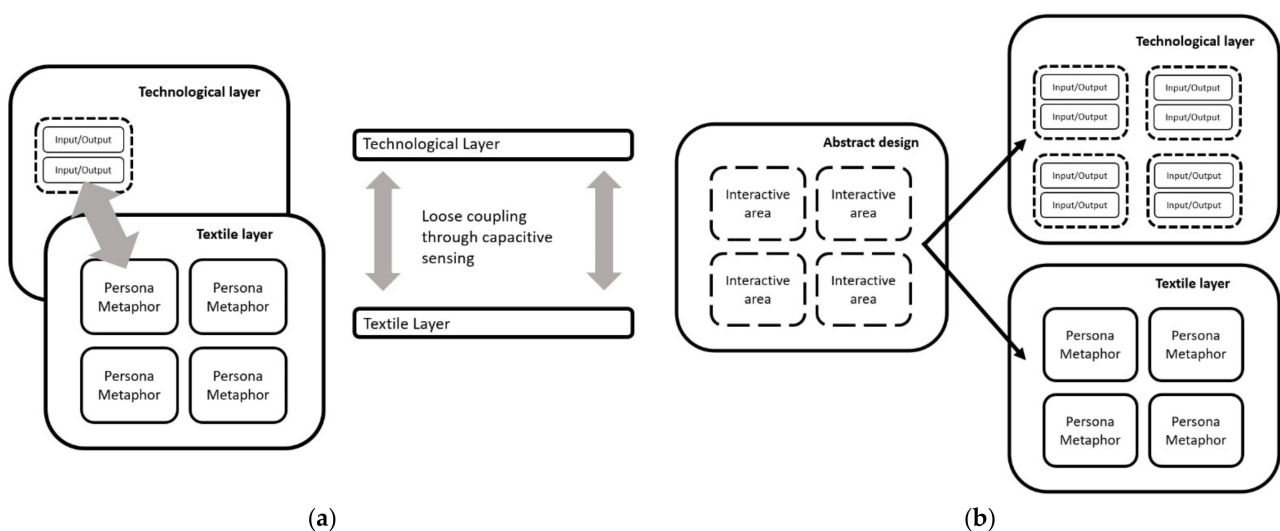 Technological layer
Input/Output
Input/Output
Textile layer
Persona
Metaphor
Persona
Metaphor
Persona
Metaphor
Persona
Metaphor
Technological Layer
Loose coupling
through capacitive
sensing
Textile Layer
(a)
Abstract design
Interactive
area
Interactive
area
Interactive
area
Interactive
area
Technological layer
Input/Output
Input/Output
Input/Output
Input/Output
Input/Output
Input/Output
Input/Output
Input/Output
Textile layer
Persona
Metaphor
Persona
Metaphor
Persona
Metaphor
Persona
Metaphor
(b)